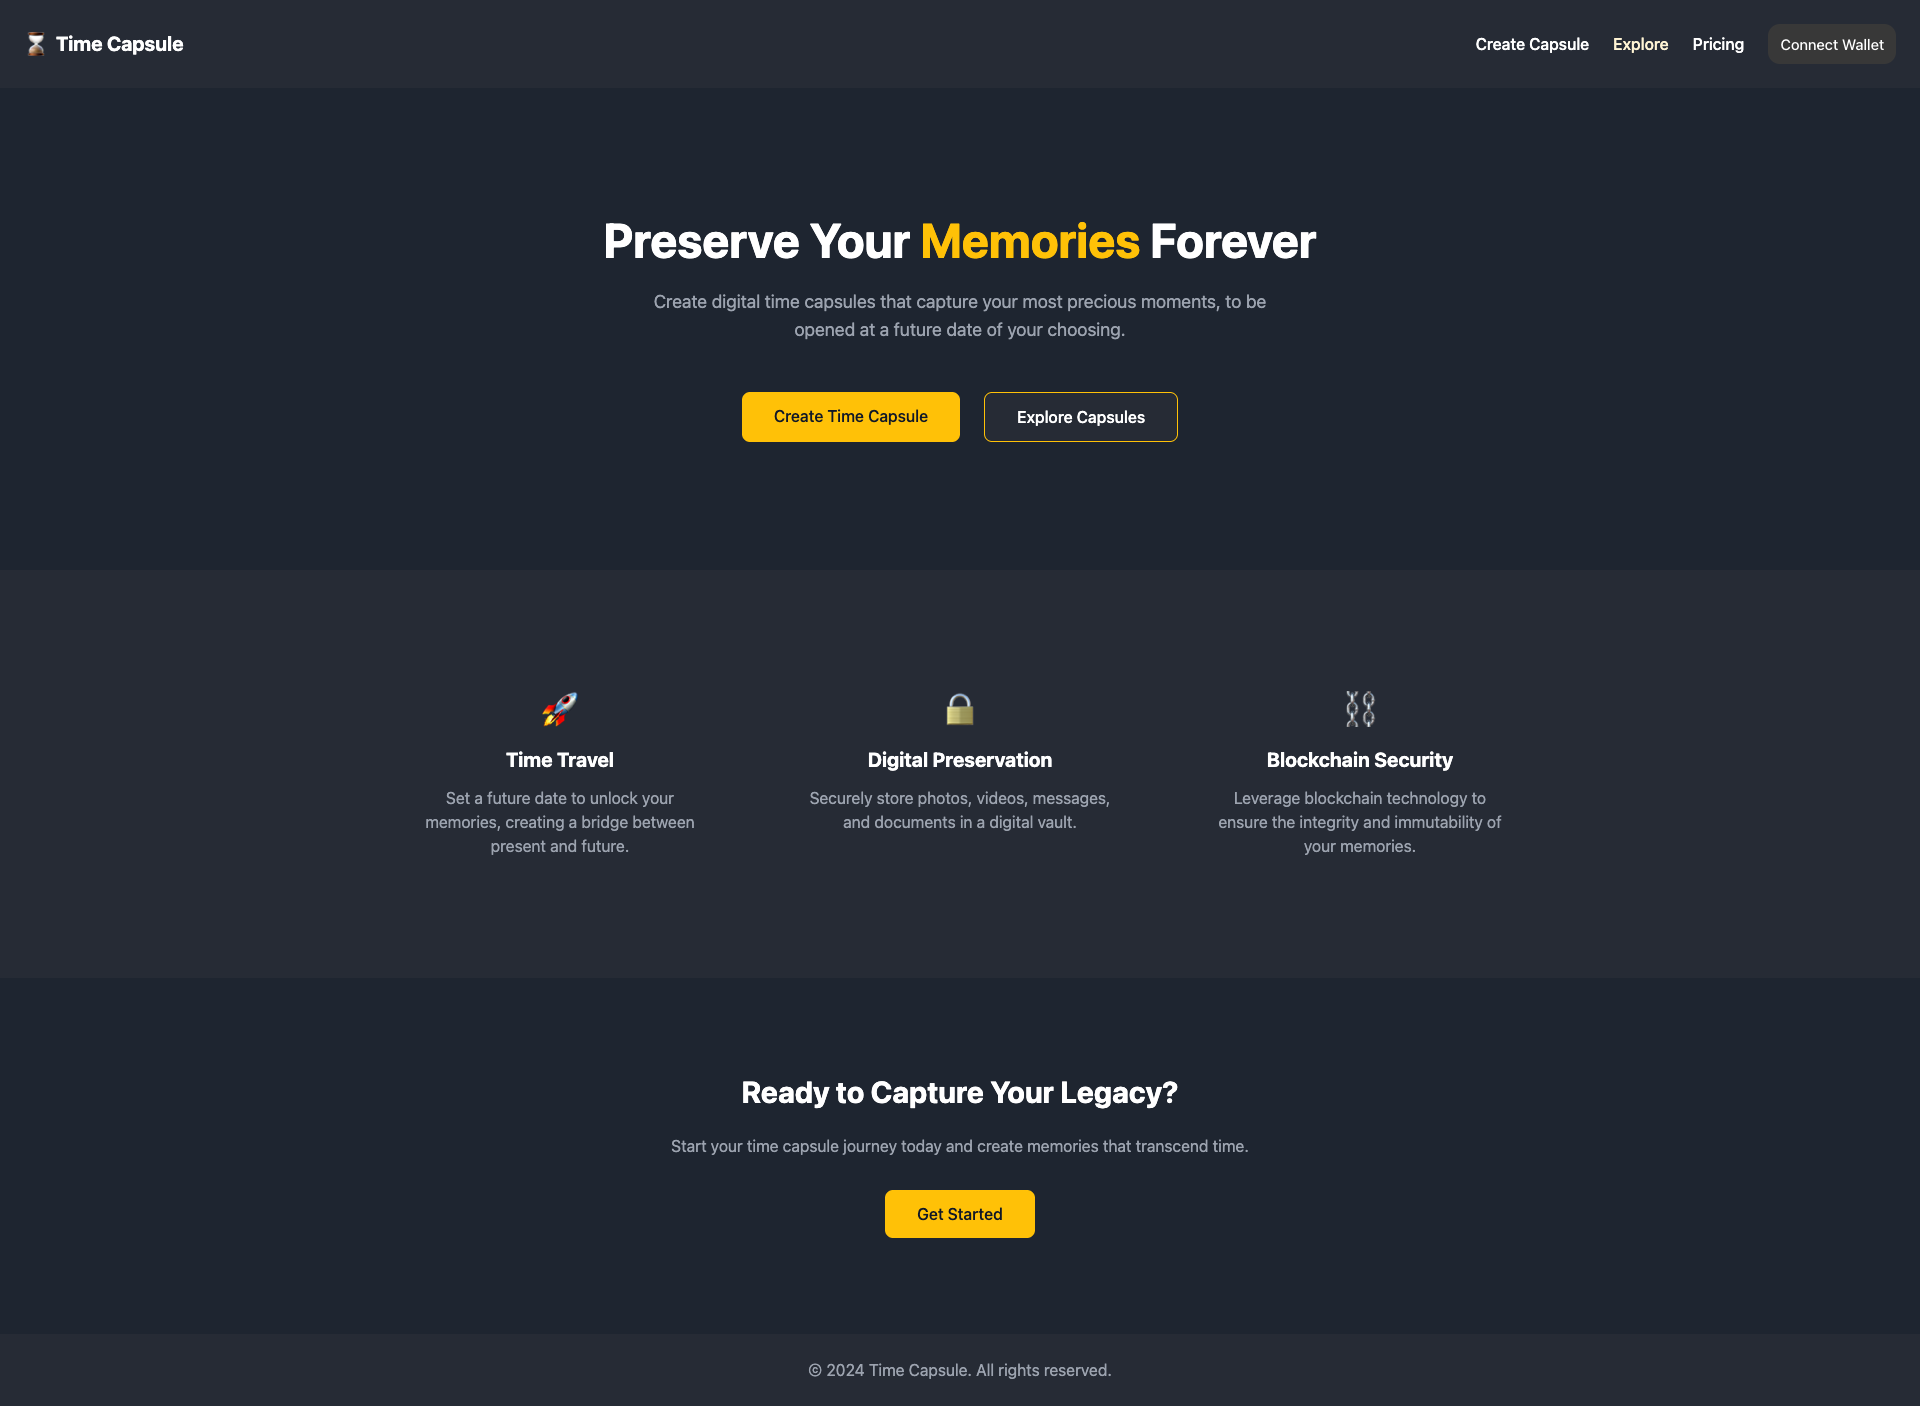 Time Capsule
Create Capsule
Explore
Pricing
Connect Wallet
Preserve Your Memories Forever
Create digital time capsules that capture your most precious moments, to be
opened at a future date of your choosing.
Create Time Capsule
Explore Capsules
Time Travel
Set a future date to unlock your
memories, creating a bridge between
present and future.
Digital Preservation
Securely store photos, videos, messages,
and documents in a digital vault.
Blockchain Security
Leverage blockchain technology to
ensure the integrity and immutability of
your memories.
Ready to Capture Your Legacy?
Start your time capsule journey today and create memories that transcend time.
Get Started
© 2024 Time Capsule. All rights reserved.